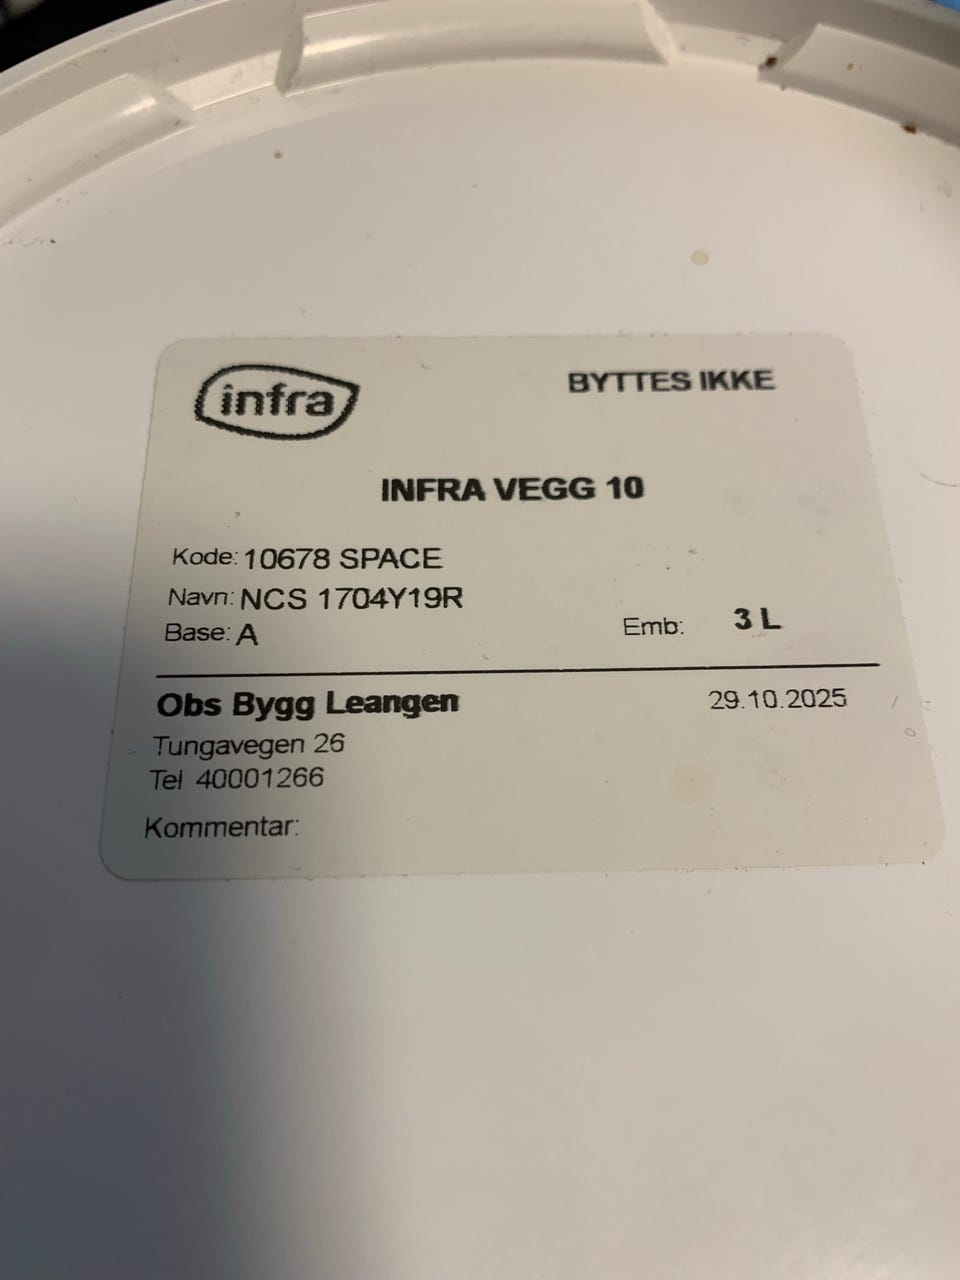 infra
BYTTES IKKE
INFRA VEGG 10
Kode: 10678 SPACE
Navn: NCS 1704Y19R
Base: A
Emb: 3 L
Obs Bygg Leangen
29.10.2025
Tungavegen 26
Tel 40001266
Kommentar: